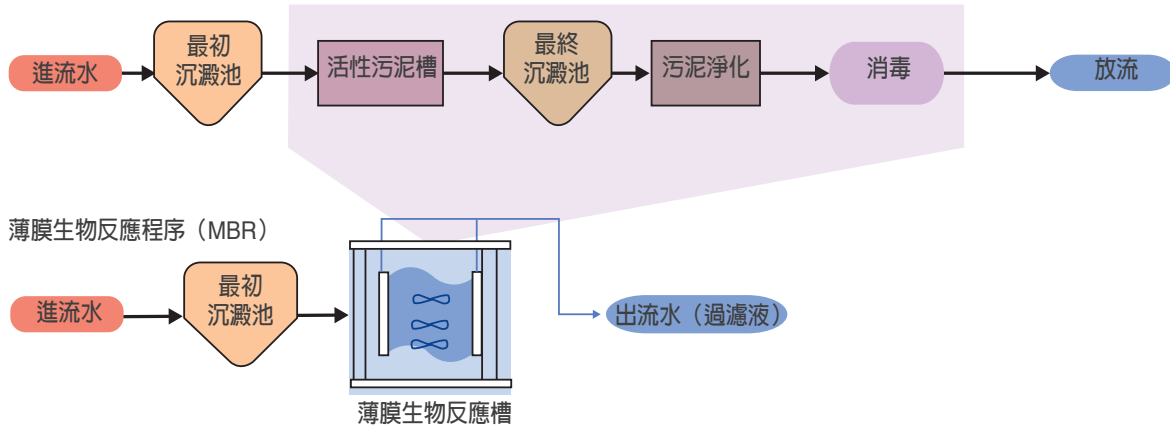 進流水
最初
沉澱池
活性污泥槽
最終
沉澱池
污泥淨化
消毒
放流
薄膜生物反應程序（MBR）
進流水
最初
沉澱池
出流水（過濾液）
薄膜生物反應槽